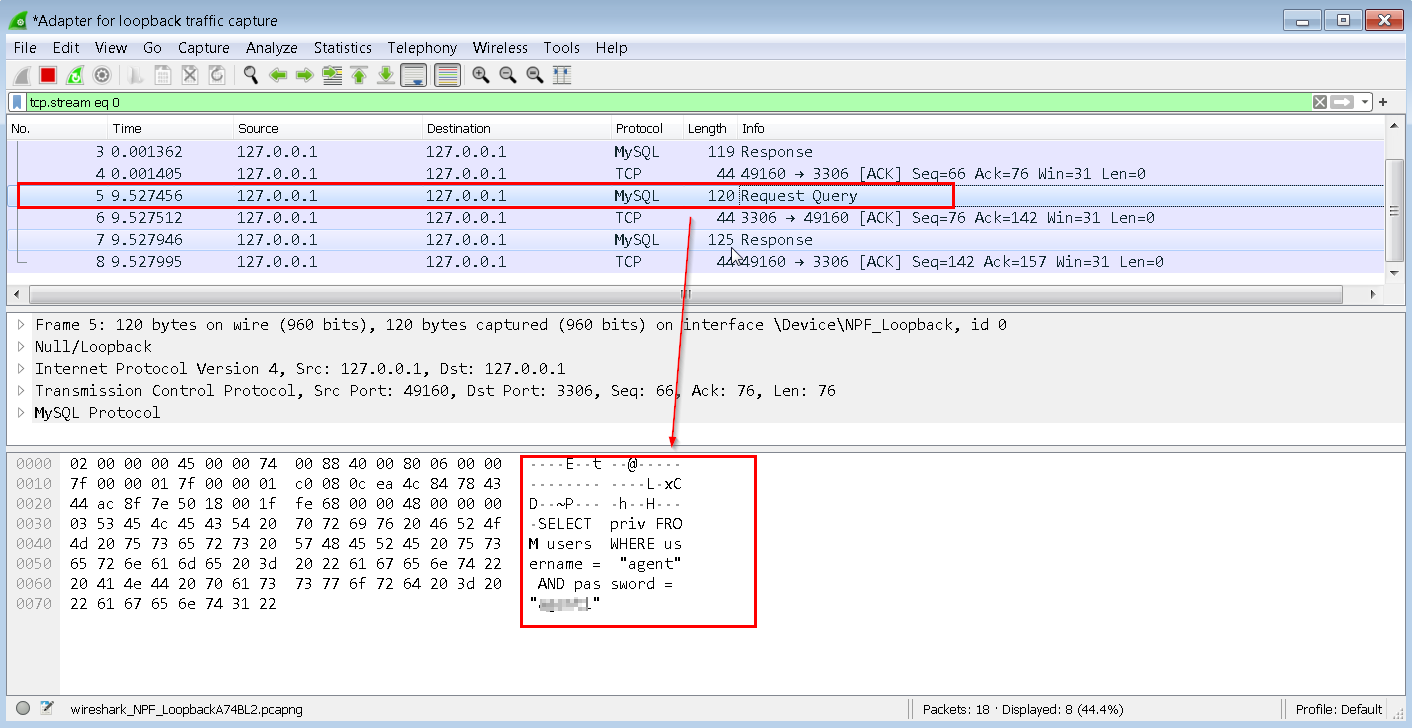 *Adapter for loopback traffic capture
File Edit View Go Capture Analyze Statistics Telephony Wireless Tools Help
tcp.stream eq 0
No. Time Source Destination Protocol Length Info
3 0.001362 127.0.0.1 127.0.0.1 MySQL 119 Response
4 0.001405 127.0.0.1 127.0.0.1 TCP 44 49160 → 3306 [ACK] Seq=66 Ack=76 Win=31 Len=0
5 9.527456 127.0.0.1 127.0.0.1 MySQL 120 Request Query
6 9.527512 127.0.0.1 127.0.0.1 TCP 44 3306 → 49160 [ACK] Seq=76 Ack=142 Win=31 Len=0
7 9.527946 127.0.0.1 127.0.0.1 MySQL 125 Response
8 9.527995 127.0.0.1 127.0.0.1 TCP 44 49160 → 3306 [ACK] Seq=142 Ack=157 Win=31 Len=0
Frame 5: 120 bytes on wire (960 bits), 120 bytes captured (960 bits) on interface \Device\NPF_Loopback, id 0
Null/Loopback
Internet Protocol Version 4, Src: 127.0.0.1, Dst: 127.0.0.1
Transmission Control Protocol, Src Port: 49160, Dst Port: 3306, Seq: 66, Ack: 76, Len: 76
MySQL Protocol
0000 02 00 00 00 45 00 00 74 00 88 40 00 80 06 00 00 ····E··t ··@·····
0010 7f 00 00 01 7f 00 00 01 c0 08 0c ea 4c 84 78 43 ········ ····L·xC
0020 44 ac 8f 7e 50 18 00 1f fe 68 00 00 48 00 00 00 D··~P··· ·h··H···
0030 03 53 45 4c 45 43 54 20 70 72 69 76 20 46 52 4f ·SELECT priv FRO
0040 4d 20 75 73 65 72 73 20 57 48 45 52 45 20 75 73 M users WHERE us
0050 65 72 6e 61 6d 65 20 3d 20 22 61 67 65 6e 74 22 ername = "agent"
0060 20 41 4e 44 20 70 61 73 73 77 6f 72 64 20 3d 20 AND pas sword =
0070 22 61 67 65 6e 74 31 22
wireshark_NPF_LoopbackA74BL2.pcapng Packets: 18 · Displayed: 8 (44.4%) Profile: Default